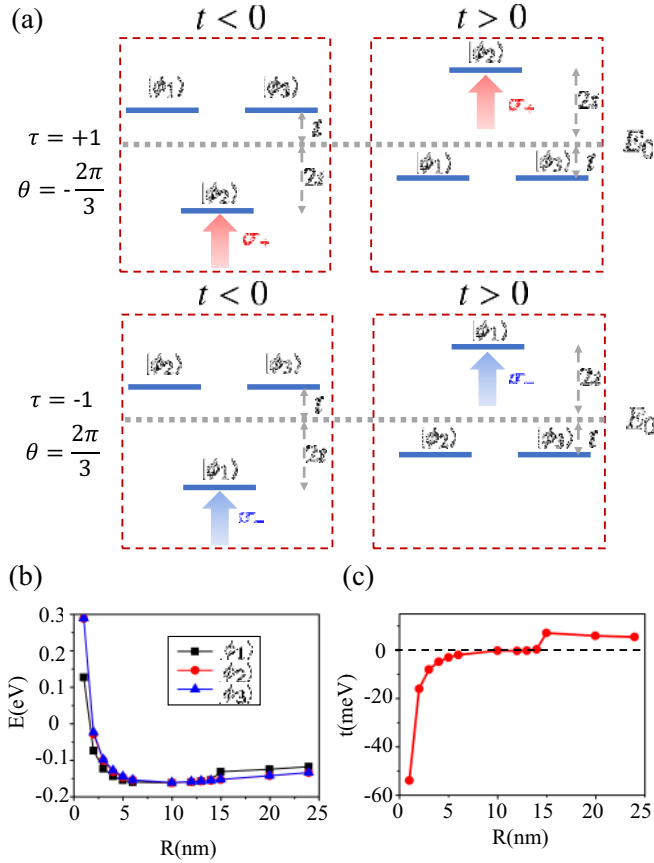 (a)
t < 0
t > 0
|ϕ₁⟩ |ϕ₃⟩
|ϕ₂⟩
τ = +1
θ = -2π/3
t
2t
|ϕ₂⟩
σ₊
σ₊
2t
E₀
|ϕ₁⟩ |ϕ₃⟩
t
t < 0
t > 0
|ϕ₂⟩ |ϕ₃⟩
|ϕ₁⟩
τ = -1
θ = 2π/3
t
2t
|ϕ₁⟩
σ₋
σ₋
2t
E₀
|ϕ₂⟩ |ϕ₃⟩
t
(b)
E(eV)
0.3
0.2
0.1
0
-0.1
-0.2
|ϕ₁⟩
|ϕ₂⟩
|ϕ₃⟩
0 5 10 15 20 25
R(nm)
(c)
t(meV)
0
-20
-40
-60
0 5 10 15 20 25
R(nm)